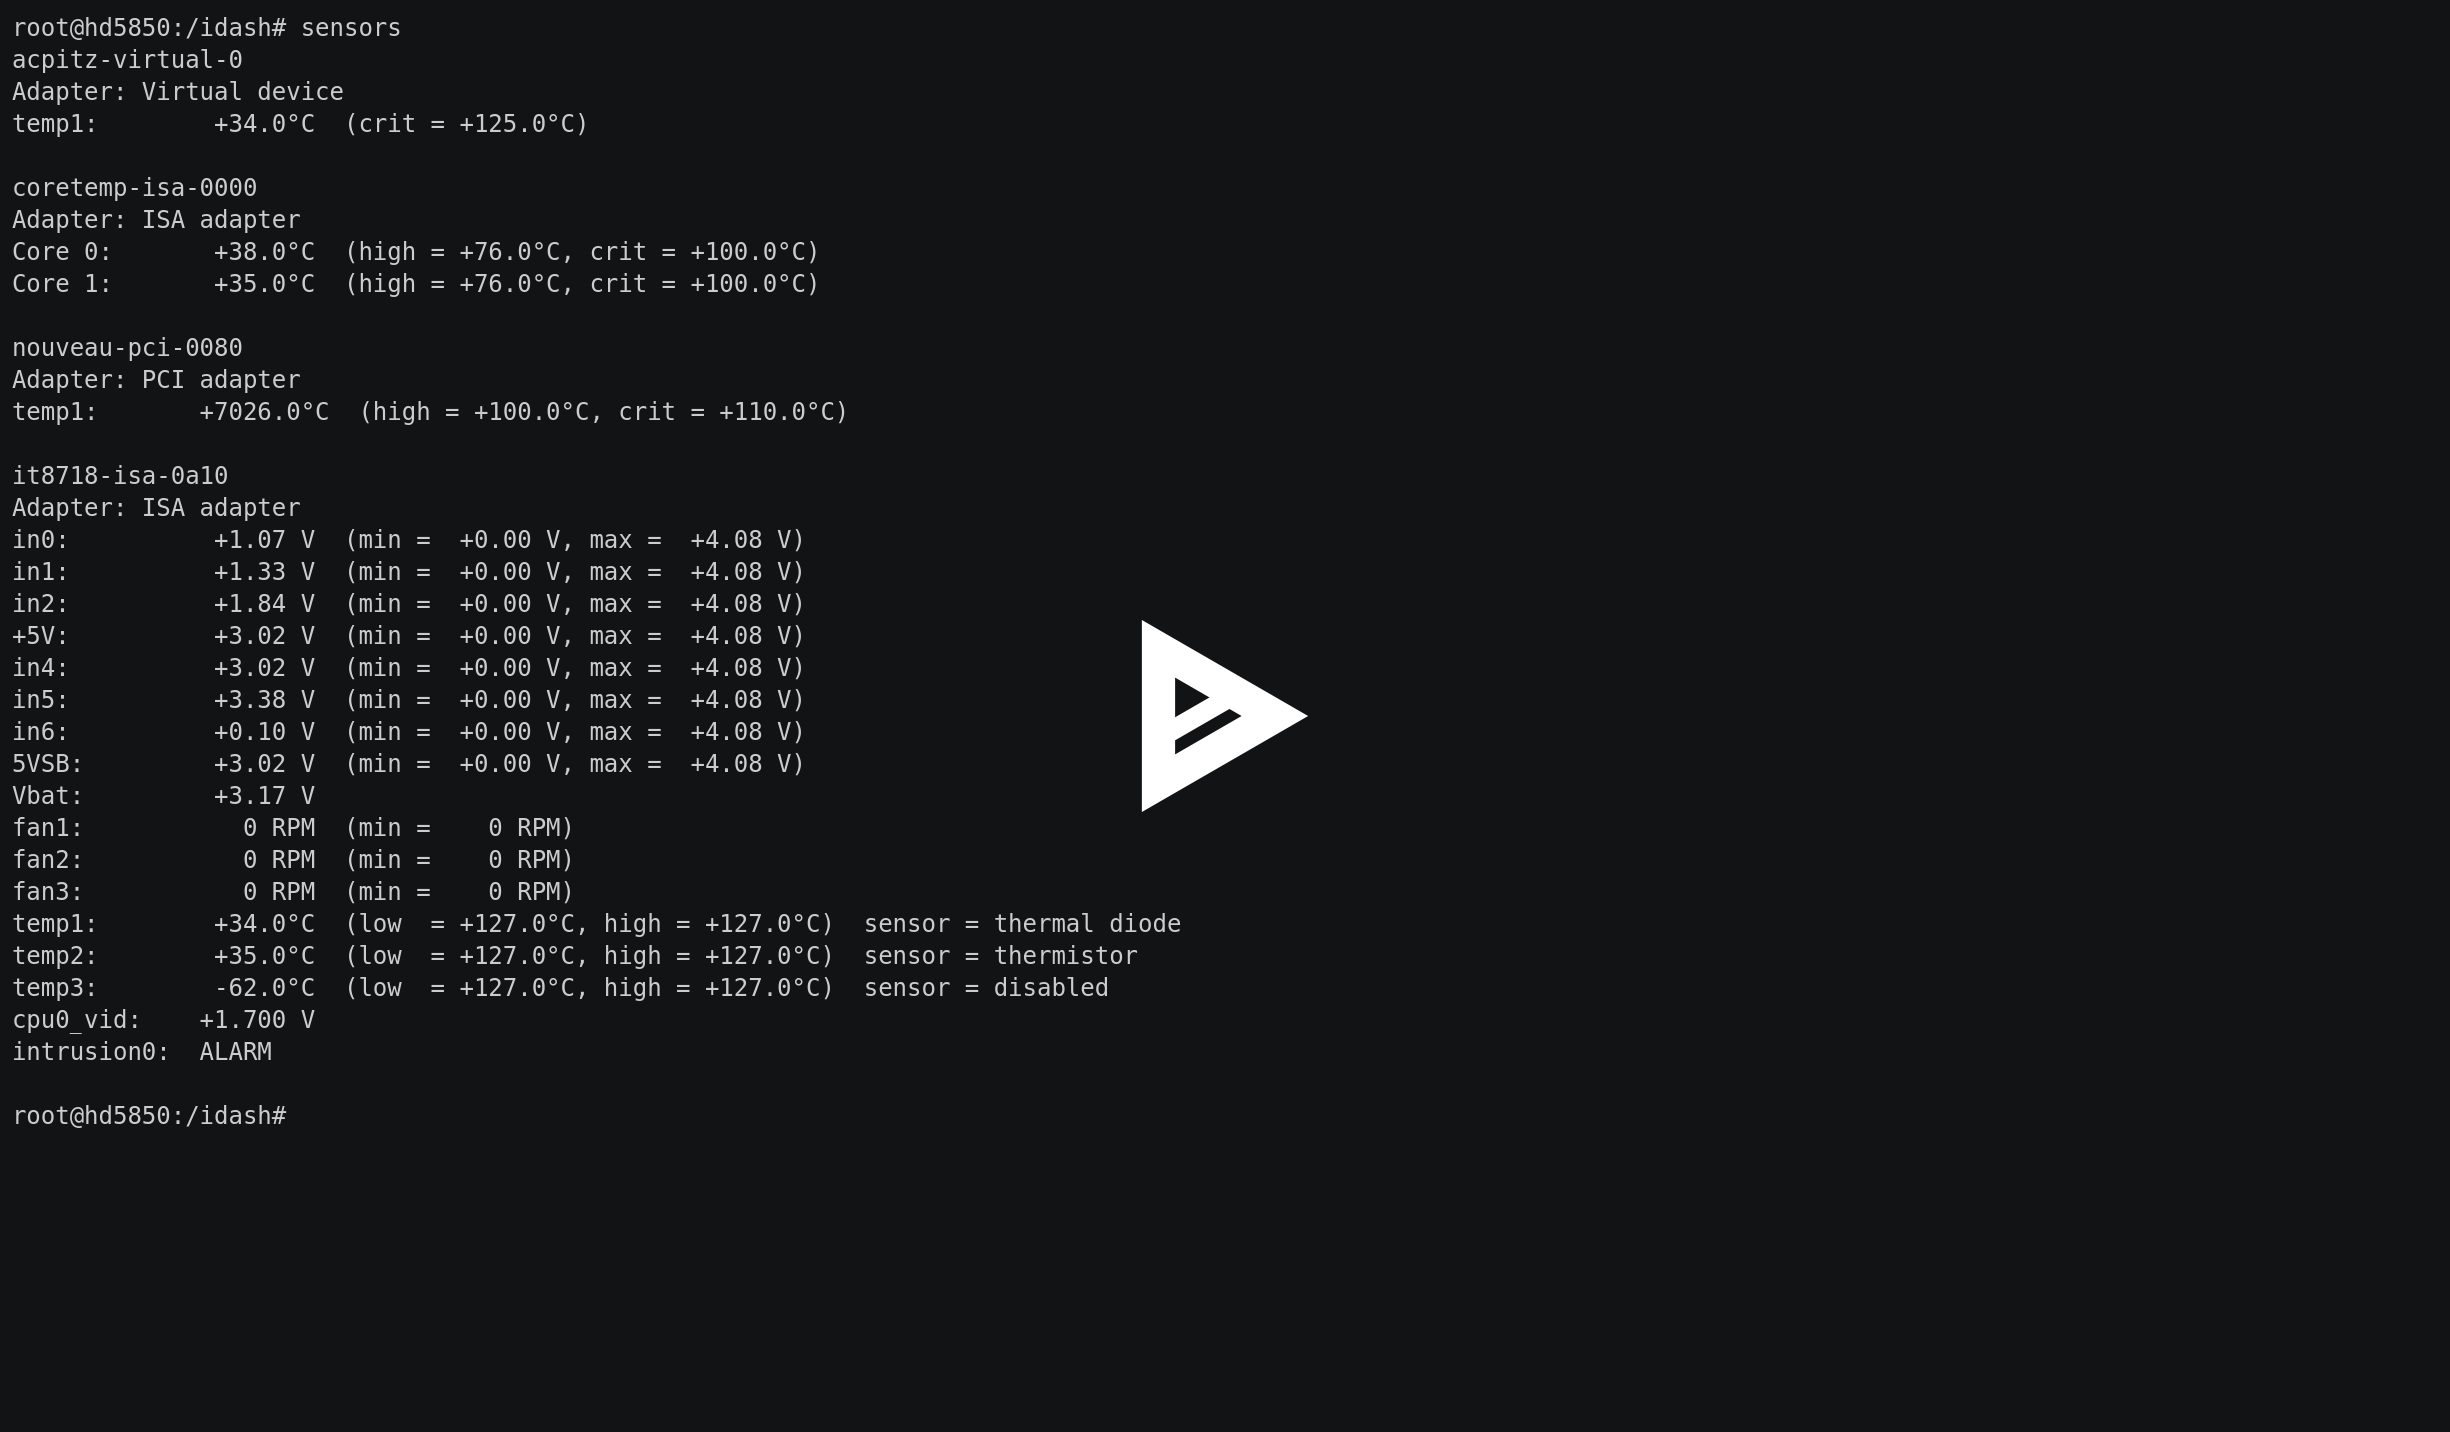 root@hd5850:/idash# sensors
acpitz-virtual-0
Adapter: Virtual device
temp1:        +34.0°C  (crit = +125.0°C)

coretemp-isa-0000
Adapter: ISA adapter
Core 0:       +38.0°C  (high = +76.0°C, crit = +100.0°C)
Core 1:       +35.0°C  (high = +76.0°C, crit = +100.0°C)

nouveau-pci-0080
Adapter: PCI adapter
temp1:       +7026.0°C  (high = +100.0°C, crit = +110.0°C)

it8718-isa-0a10
Adapter: ISA adapter
in0:          +1.07 V  (min =  +0.00 V, max =  +4.08 V)
in1:          +1.33 V  (min =  +0.00 V, max =  +4.08 V)
in2:          +1.84 V  (min =  +0.00 V, max =  +4.08 V)
+5V:          +3.02 V  (min =  +0.00 V, max =  +4.08 V)
in4:          +3.02 V  (min =  +0.00 V, max =  +4.08 V)
in5:          +3.38 V  (min =  +0.00 V, max =  +4.08 V)
in6:          +0.10 V  (min =  +0.00 V, max =  +4.08 V)
5VSB:         +3.02 V  (min =  +0.00 V, max =  +4.08 V)
Vbat:         +3.17 V
fan1:           0 RPM  (min =    0 RPM)
fan2:           0 RPM  (min =    0 RPM)
fan3:           0 RPM  (min =    0 RPM)
temp1:        +34.0°C  (low  = +127.0°C, high = +127.0°C)  sensor = thermal diode
temp2:        +35.0°C  (low  = +127.0°C, high = +127.0°C)  sensor = thermistor
temp3:        -62.0°C  (low  = +127.0°C, high = +127.0°C)  sensor = disabled
cpu0_vid:    +1.700 V
intrusion0:  ALARM

root@hd5850:/idash#